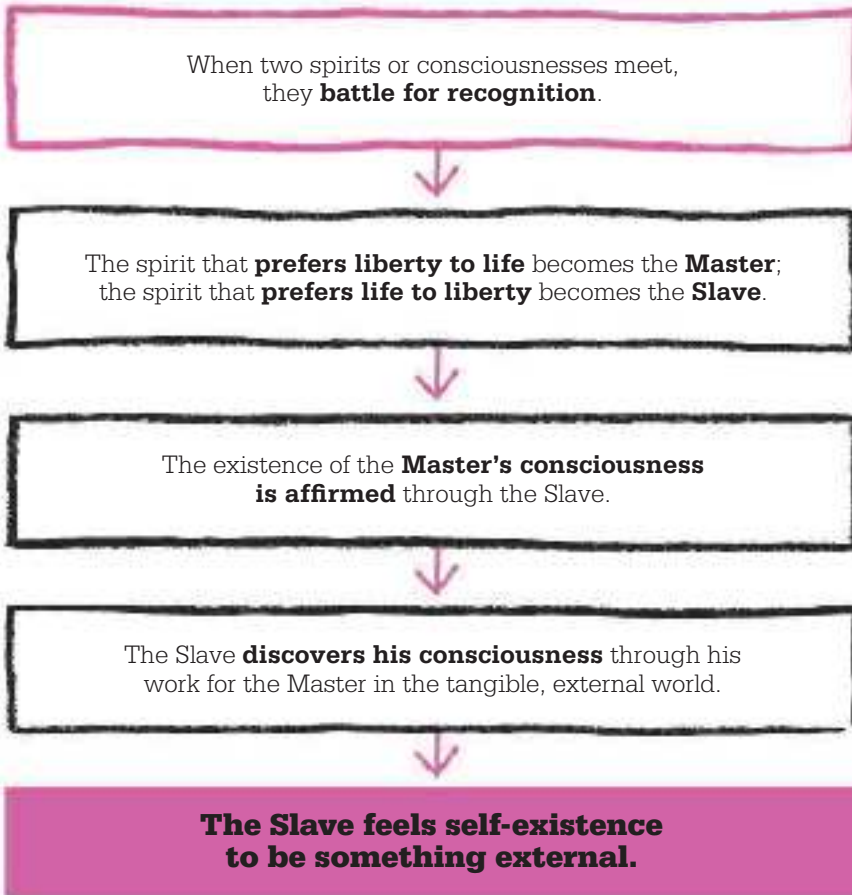 When two spirits or consciousnesses meet,
they battle for recognition.
The spirit that prefers liberty to life becomes the Master;
the spirit that prefers life to liberty becomes the Slave.
The existence of the Master's consciousness
is affirmed through the Slave.
The Slave discovers his consciousness through his
work for the Master in the tangible, external world.
The Slave feels self-existence
to be something external.